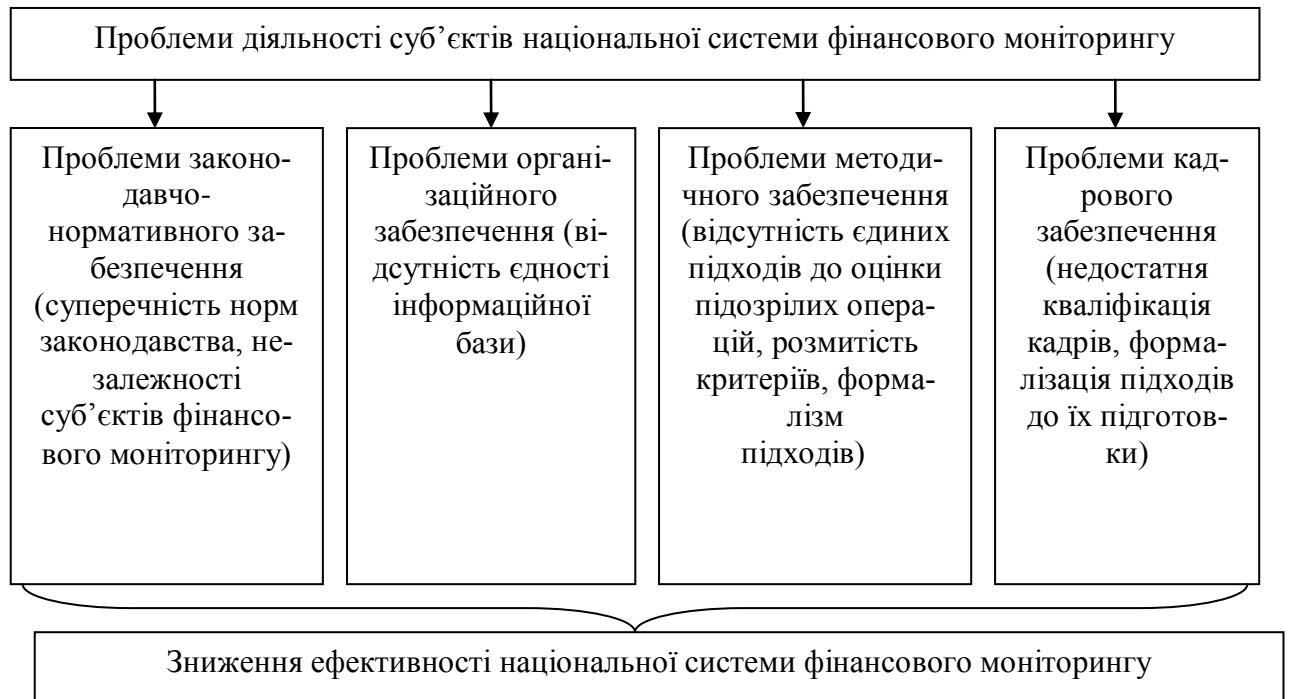 Проблеми діяльності суб’єктів національної системи фінансового моніторингу
Проблеми законо-
давчо-
нормативного за-
безпечення
(суперечність норм
законодавства, не-
залежності
суб’єктів фінансо-
вого моніторингу)
Проблеми органі-
заційного
забезпечення (ві-
дсутність єдності
інформаційної
бази)
Проблеми методи-
чного забезпечення
(відсутність єдиних
підходів до оцінки
підозрілих опера-
цій, розмитість
критеріїв, форма-
лізм
підходів)
Проблеми кад-
рового
забезпечення
(недостатня
кваліфікація
кадрів, форма-
лізація підходів
до їх підготов-
ки)
Зниження ефективності національної системи фінансового моніторингу